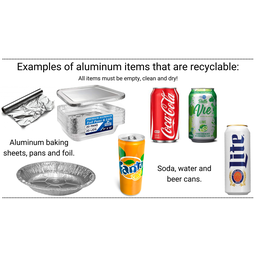 Examples of aluminum items that are recyclable:
All items must be empty, clean and dry!
Coca-Cola
Vie
Aluminum baking
sheets, pans and foil.
Fanta
Soda, water and
beer cans.
Lite